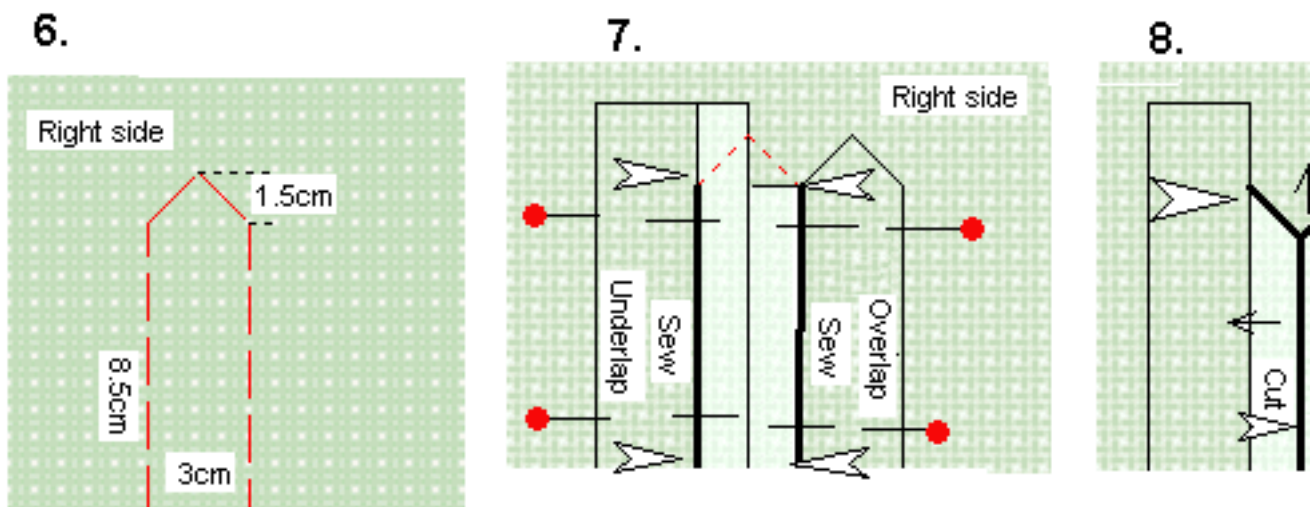 6.
Right side
1.5cm
8.5cm
3cm
7.
Right side
Underlap
Sew
Sew
Overlap
8.
Cut